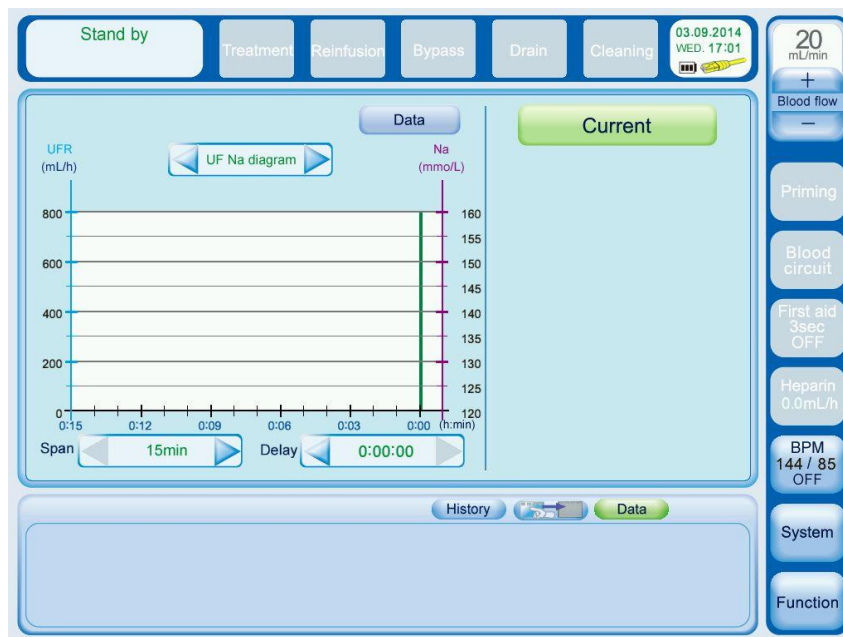 Stand by
Treatment
Reinfusion
Bypass
Drain
Cleaning
03.09.2014
WED. 17:01
20
mL/min
+
Blood flow
−
Data
Current
UFR
(mL/h)
UF Na diagram
Na
(mmo/L)
800
600
400
200
0
160
155
150
145
140
135
130
125
120
0:15 0:12 0:09 0:06 0:03 0:00 (h:min)
Span 15min Delay 0:00:00
Priming
Blood
circuit
First aid
3sec
OFF
Heparin
0.0mL/h
BPM
144 / 85
OFF
System
Function
History
Data